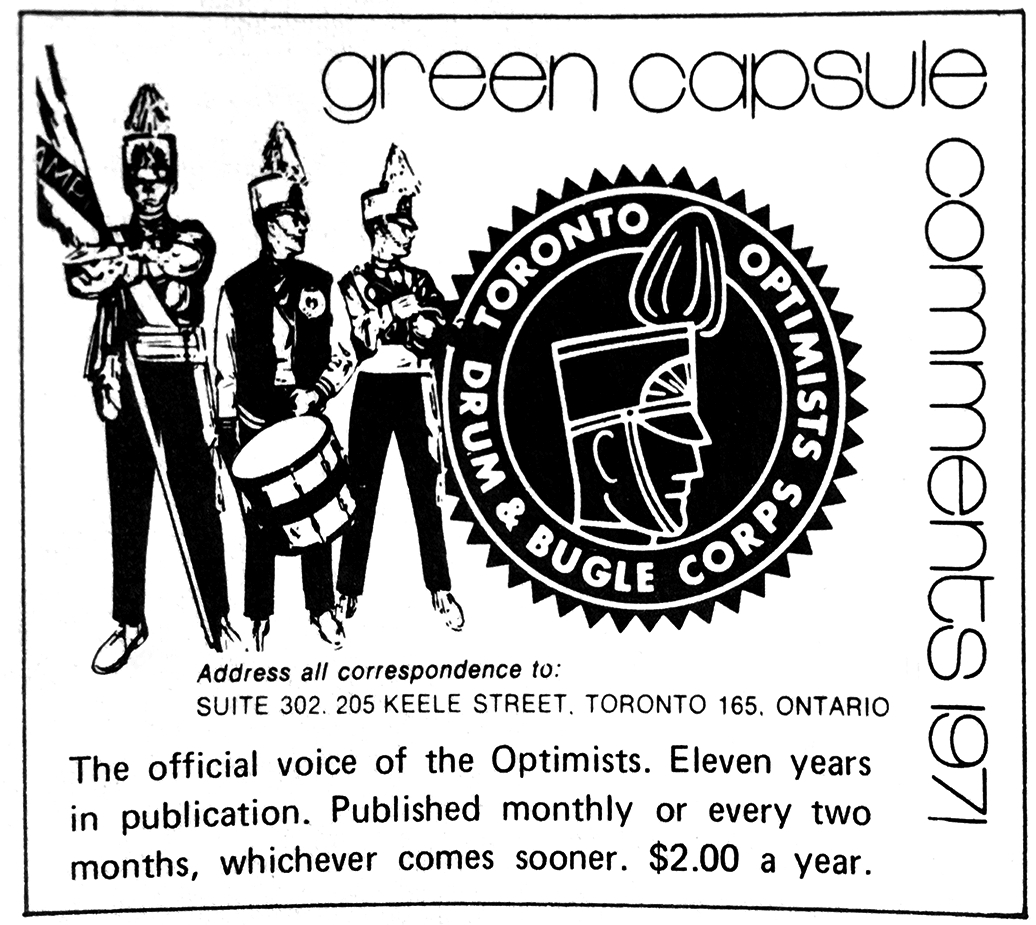 green capsule
comments 1971
TORONTO OPTIMISTS
DRUM & BUGLE CORPS
Address all correspondence to:
SUITE 302. 205 KEELE STREET. TORONTO 165. ONTARIO
The official voice of the Optimists. Eleven years
in publication. Published monthly or every two
months, whichever comes sooner. $2.00 a year.